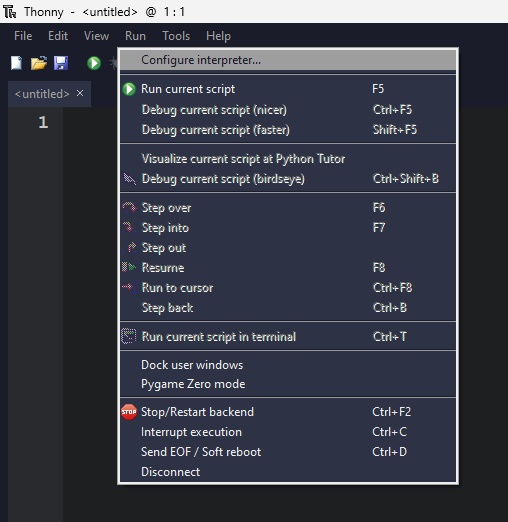 Thonny - <untitled> @ 1 : 1
File Edit View Run Tools Help
<untitled> ×
1
Configure interpreter...
Run current script F5
Debug current script (nicer) Ctrl+F5
Debug current script (faster) Shift+F5
Visualize current script at Python Tutor
Debug current script (birdseye) Ctrl+Shift+B
Step over F6
Step into F7
Step out
Resume F8
Run to cursor Ctrl+F8
Step back Ctrl+B
Run current script in terminal Ctrl+T
Dock user windows
Pygame Zero mode
STOP Stop/Restart backend Ctrl+F2
Interrupt execution Ctrl+C
Send EOF / Soft reboot Ctrl+D
Disconnect